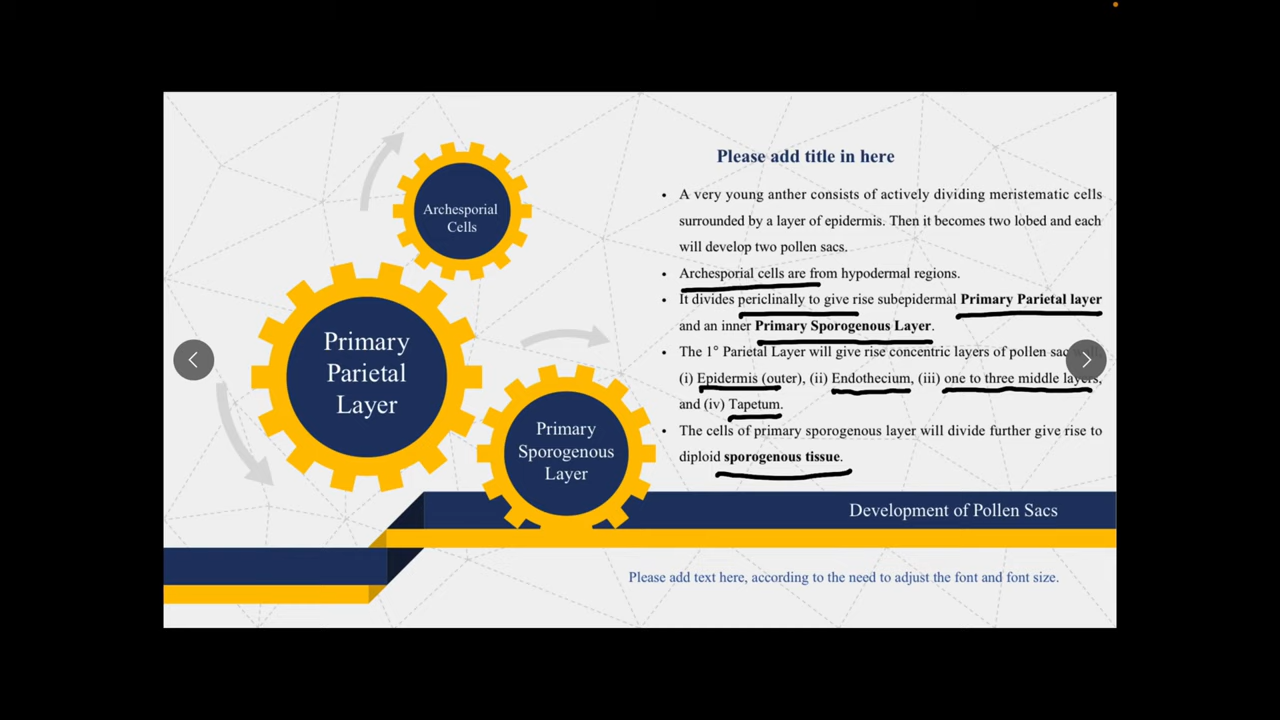 Please add title in here
• A very young anther consists of actively dividing meristematic cells
surrounded by a layer of epidermis. Then it becomes two lobed and each
will develop two pollen sacs.
• Archesporial cells are from hypodermal regions.
• It divides periclinally to give rise subepidermal Primary Parietal layer
and an inner Primary Sporogenous Layer.
• The 1° Parietal Layer will give rise concentric layers of pollen sac
(i) Epidermis (outer), (ii) Endothecium, (iii) one to three middle layers,
and (iv) Tapetum.
• The cells of primary sporogenous layer will divide further give rise to
diploid sporogenous tissue.
Archesporial
Cells
Primary
Parietal
Layer
Primary
Sporogenous
Layer
Development of Pollen Sacs
Please add text here, according to the need to adjust the font and font size.